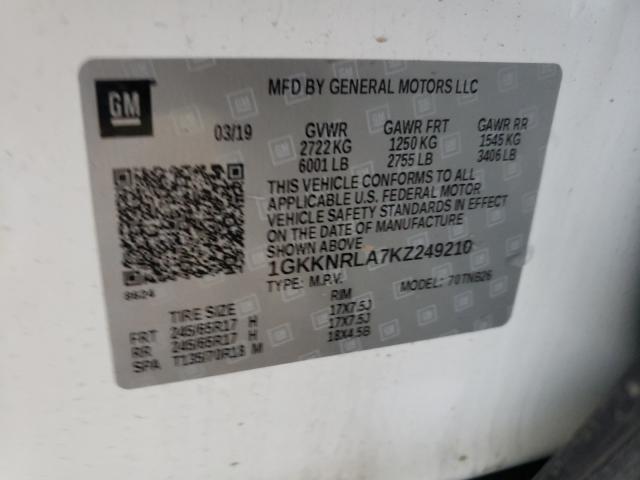 GM
MFD BY GENERAL MOTORS LLC
03/19 GVWR GAWR FRT GAWR RR
2722 KG 1250 KG 1545 KG
6001 LB 2755 LB 3406 LB
THIS VEHICLE CONFORMS TO ALL
APPLICABLE U.S. FEDERAL MOTOR
VEHICLE SAFETY STANDARDS IN EFFECT
ON THE DATE OF MANUFACTURE
SHOWN ABOVE.
1GKKNRLA7KZ249210
TYPE: M.P.V. MODEL: 70TNB26
8624
TIRE SIZE RIM
FRT 245/65R17 H 17X7.5J
RR 245/65R17 H 17X7.5J
SPA T135/70R18 M 18X4.5B